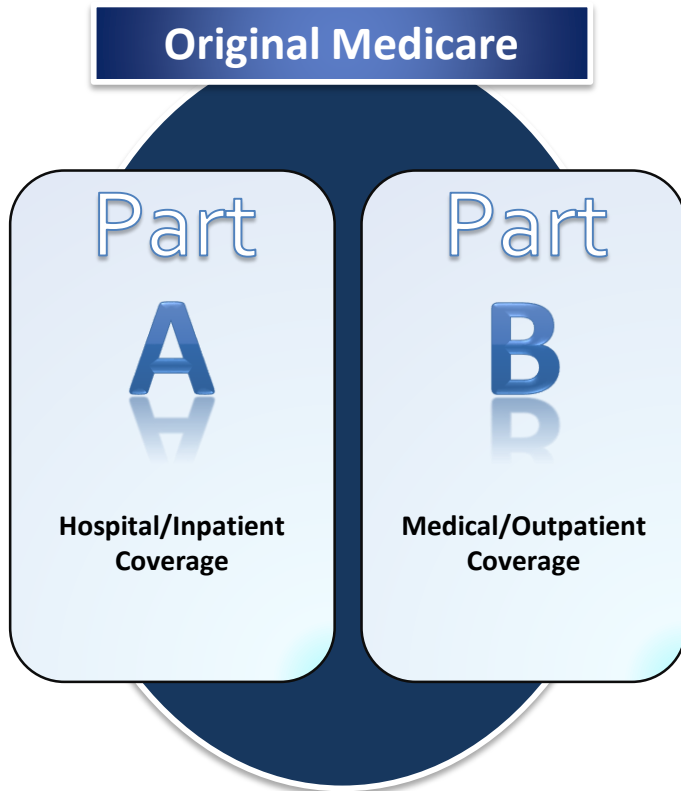 Original Medicare
Part
A
Hospital/Inpatient
Coverage
Part
B
Medical/Outpatient
Coverage